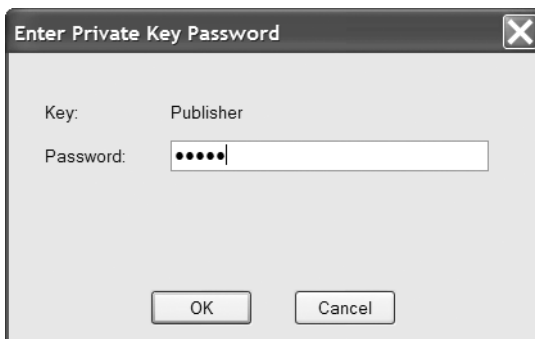 Enter Private Key Password
Key: Publisher
Password: •••••
OK Cancel